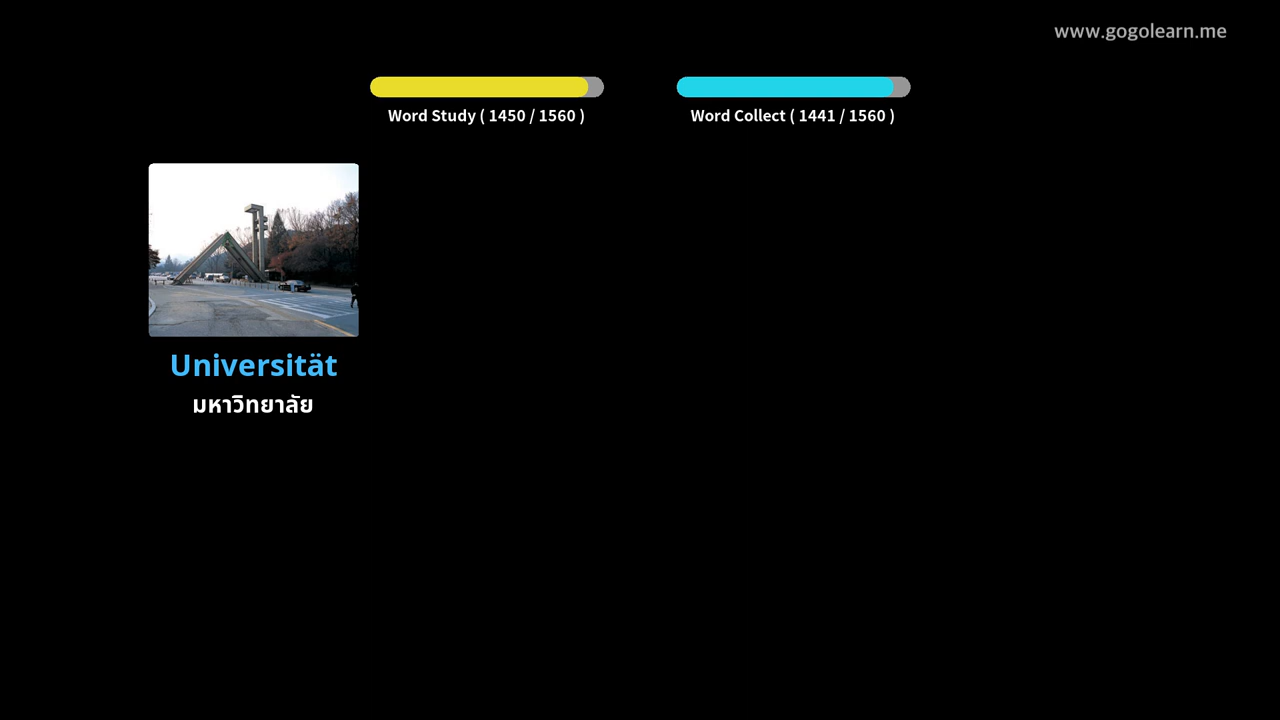 www.gogolearn.me
Word Study ( 1450 / 1560 )
Word Collect ( 1441 / 1560 )
Universität
มหาวิทยาลัย